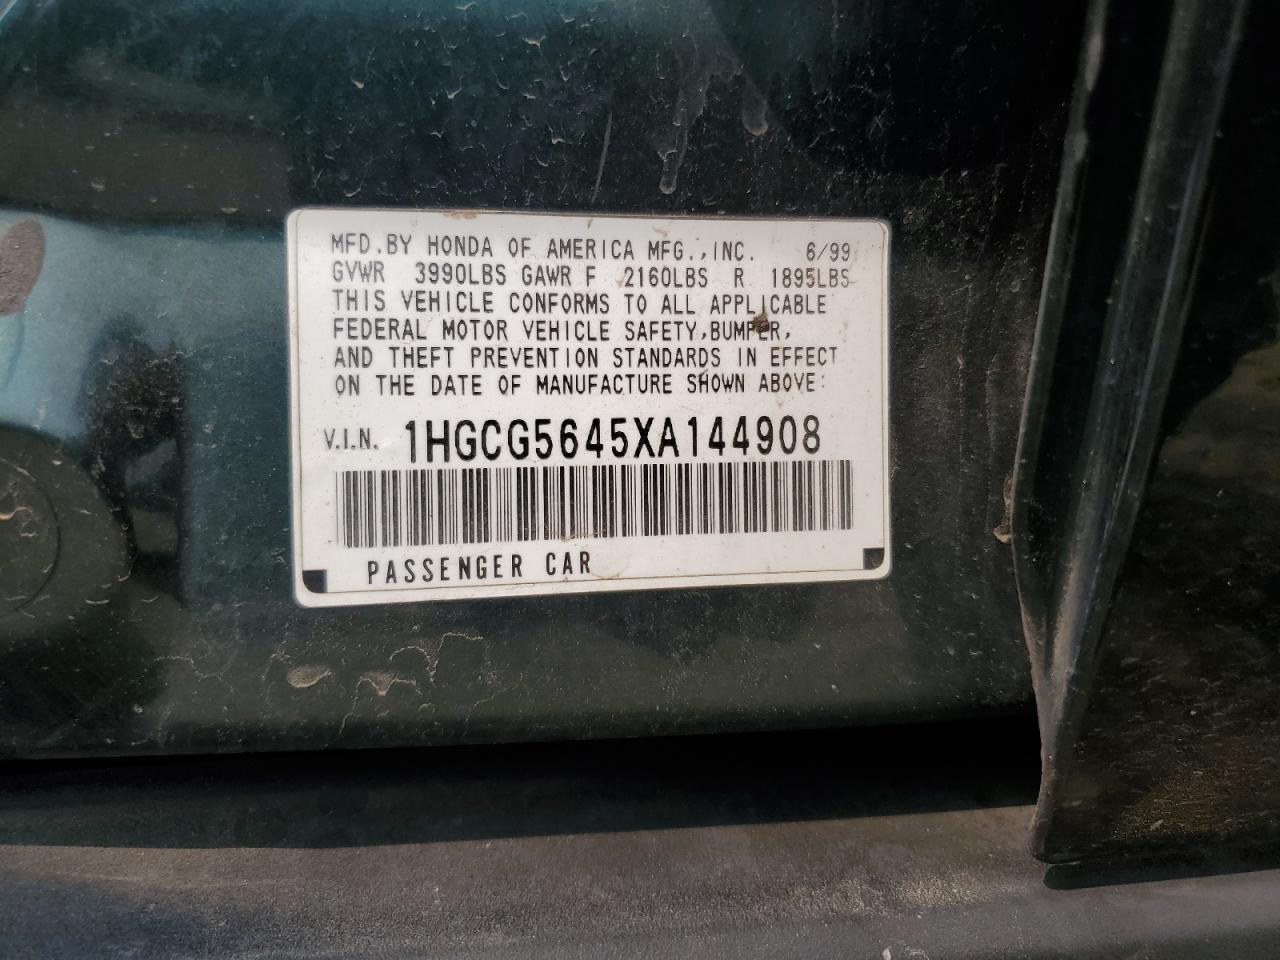 MFD.BY HONDA OF AMERICA MFG.,INC. 6/99
GVWR 3990LBS GAWR F 2160LBS R 1895LBS
THIS VEHICLE CONFORMS TO ALL APPLICABLE
FEDERAL MOTOR VEHICLE SAFETY,BUMPER,
AND THEFT PREVENTION STANDARDS IN EFFECT
ON THE DATE OF MANUFACTURE SHOWN ABOVE:
V.I.N. 1HGCG5645XA144908
PASSENGER CAR